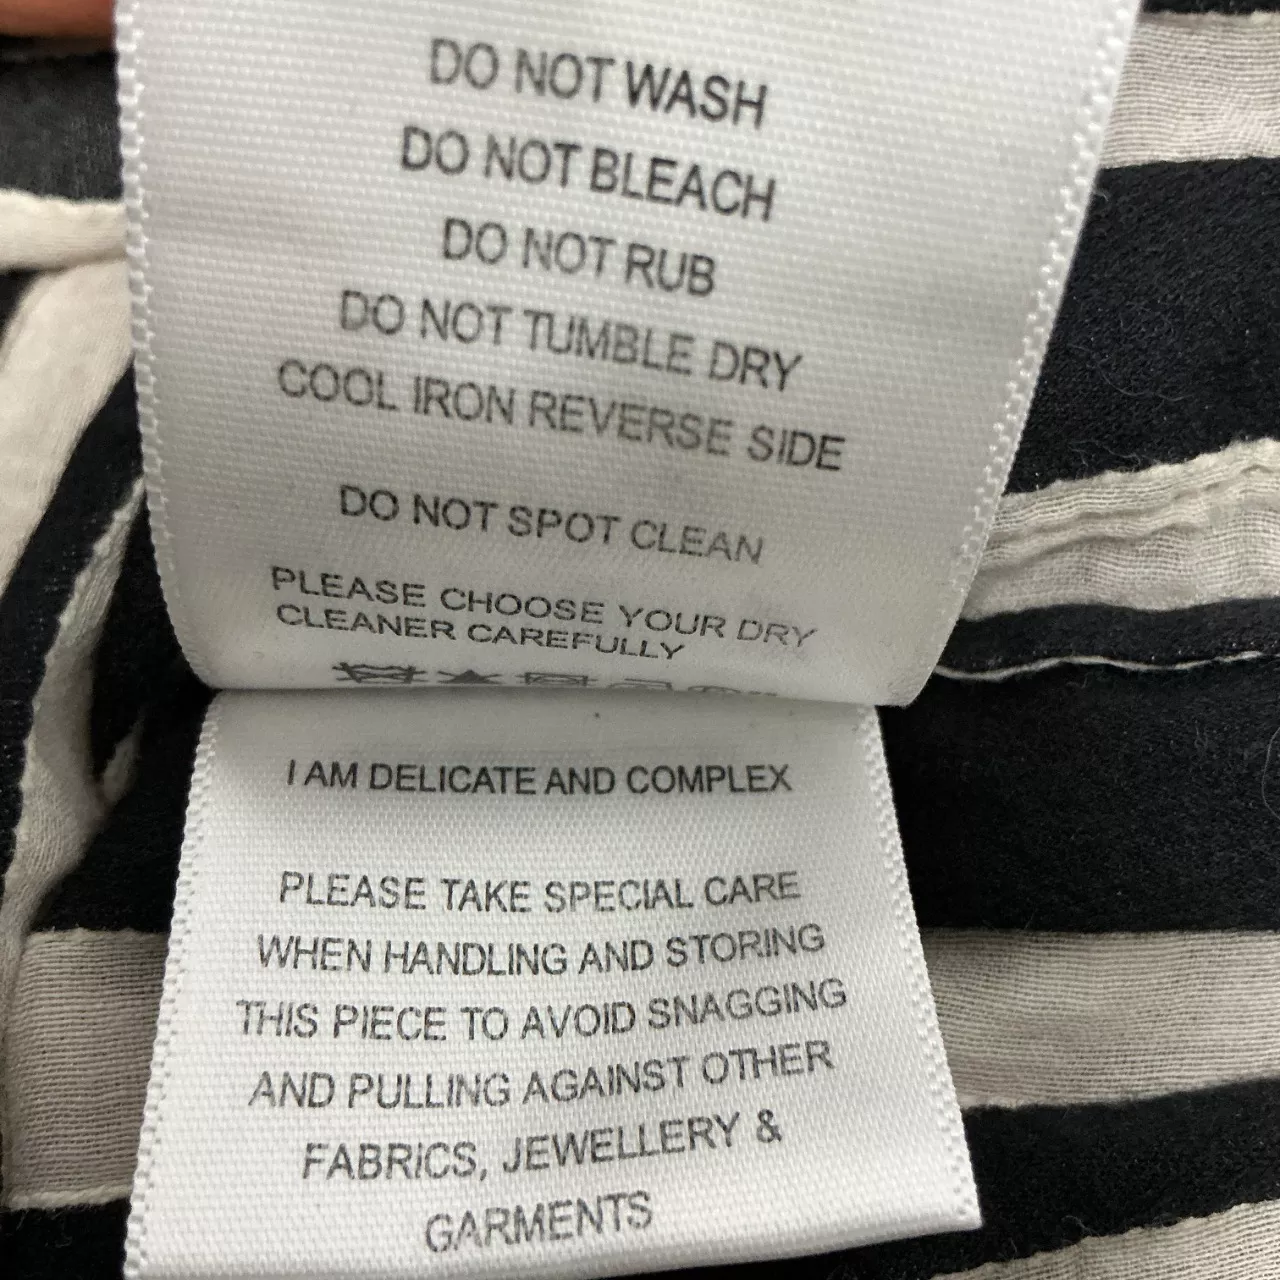 DO NOT WASH
DO NOT BLEACH
DO NOT RUB
DO NOT TUMBLE DRY
COOL IRON REVERSE SIDE
DO NOT SPOT CLEAN
PLEASE CHOOSE YOUR DRY
CLEANER CAREFULLY
I AM DELICATE AND COMPLEX
PLEASE TAKE SPECIAL CARE
WHEN HANDLING AND STORING
THIS PIECE TO AVOID SNAGGING
AND PULLING AGAINST OTHER
FABRICS, JEWELLERY &
GARMENTS